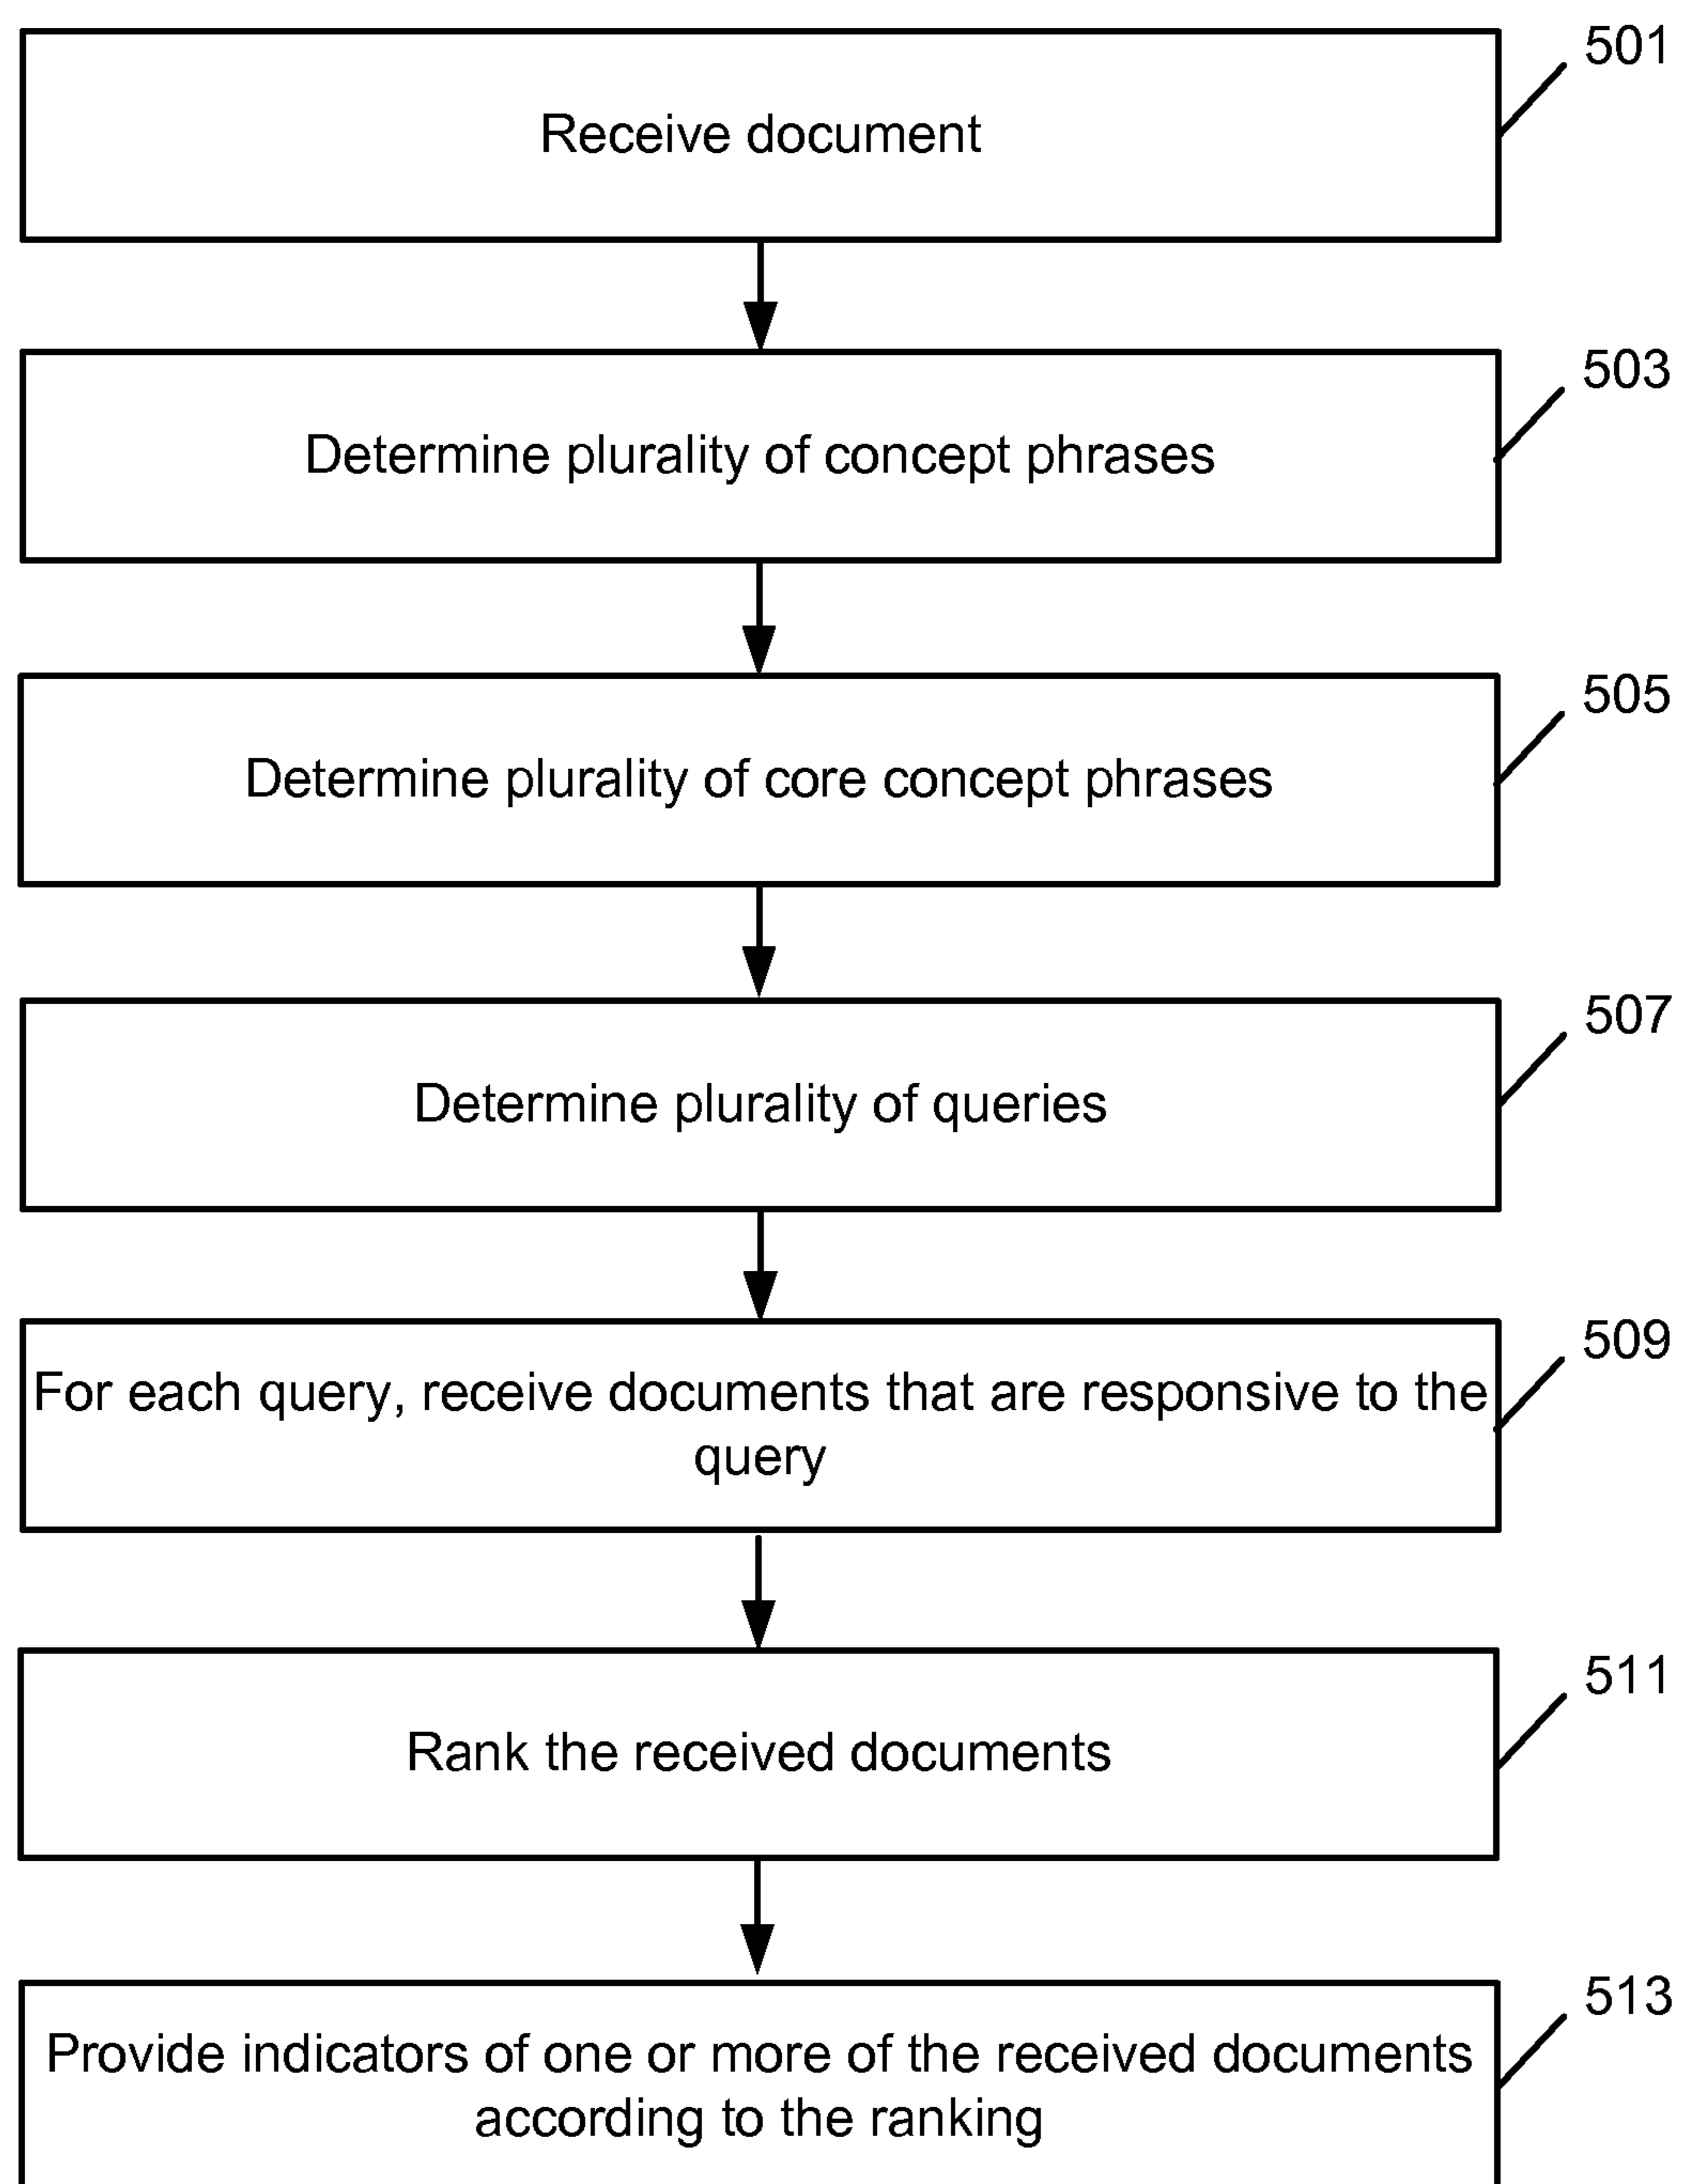 501
Receive document
503
Determine plurality of concept phrases
505
Determine plurality of core concept phrases
507
Determine plurality of queries
509
For each query, receive documents that are responsive to the
query
511
Rank the received documents
513
Provide indicators of one or more of the received documents
according to the ranking